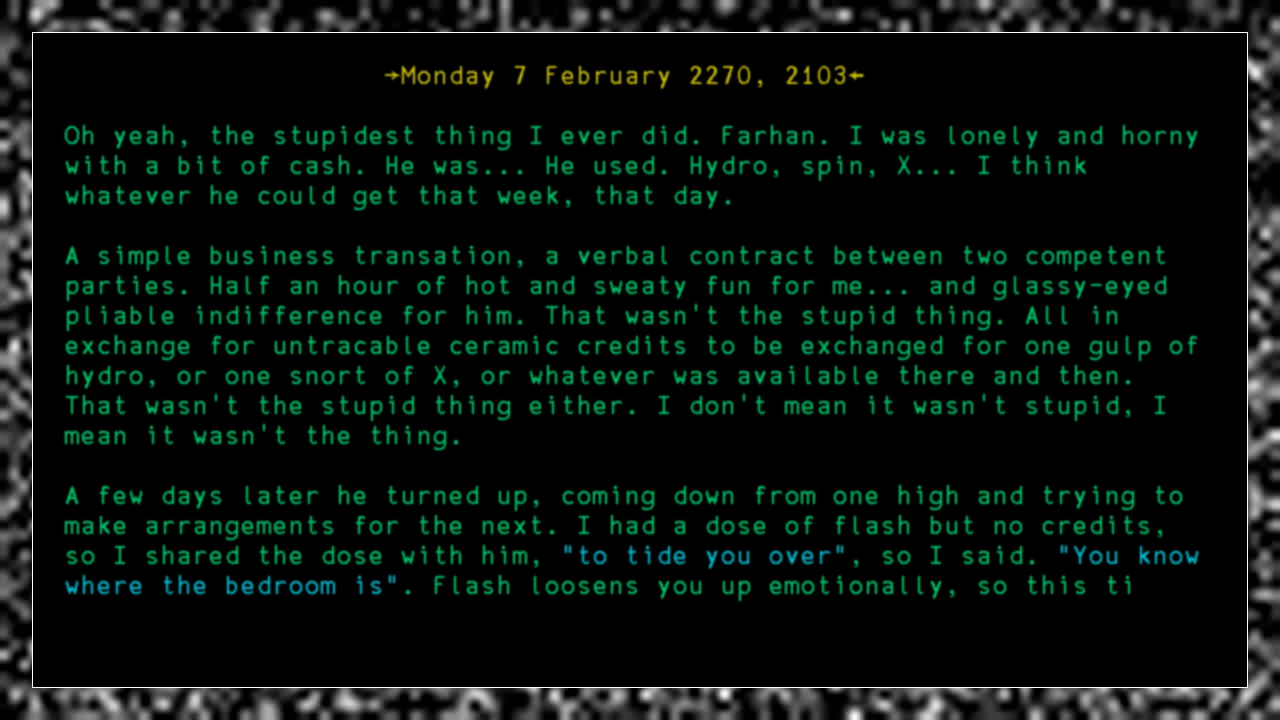 →Monday 7 February 2270, 2103←
Oh yeah, the stupidest thing I ever did. Farhan. I was lonely and horny
with a bit of cash. He was... He used. Hydro, spin, X... I think
whatever he could get that week, that day.
A simple business transation, a verbal contract between two competent
parties. Half an hour of hot and sweaty fun for me... and glassy-eyed
pliable indifference for him. That wasn't the stupid thing. All in
exchange for untracable ceramic credits to be exchanged for one gulp of
hydro, or one snort of X, or whatever was available there and then.
That wasn't the stupid thing either. I don't mean it wasn't stupid, I
mean it wasn't the thing.
A few days later he turned up, coming down from one high and trying to
make arrangements for the next. I had a dose of flash but no credits,
so I shared the dose with him, "to tide you over", so I said. "You know
where the bedroom is". Flash loosens you up emotionally, so this ti